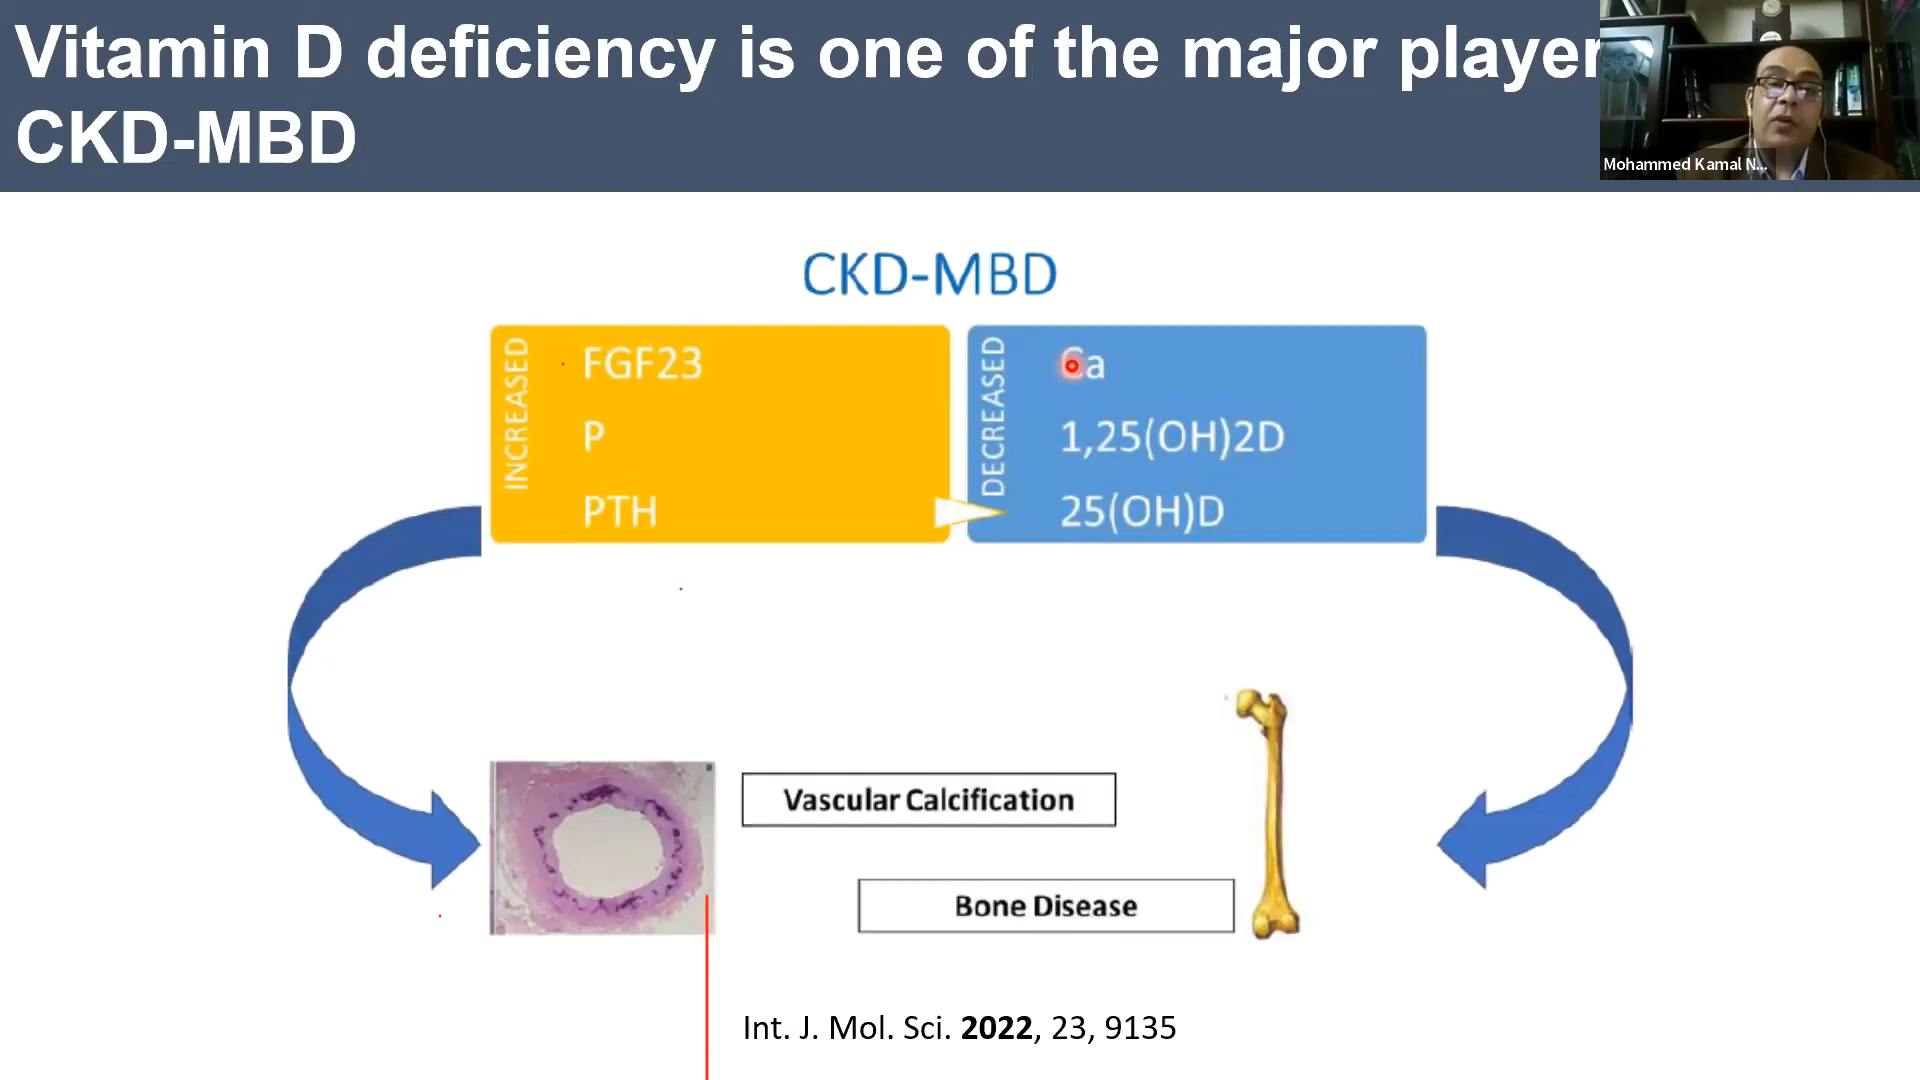 Vitamin D deficiency is one of the major player
CKD-MBD
Mohammed Kamal N...
CKD-MBD
INCREASED
FGF23
P
PTH
DECREASED
Ca
1,25(OH)2D
25(OH)D
Vascular Calcification
Bone Disease
Int. J. Mol. Sci. 2022, 23, 9135